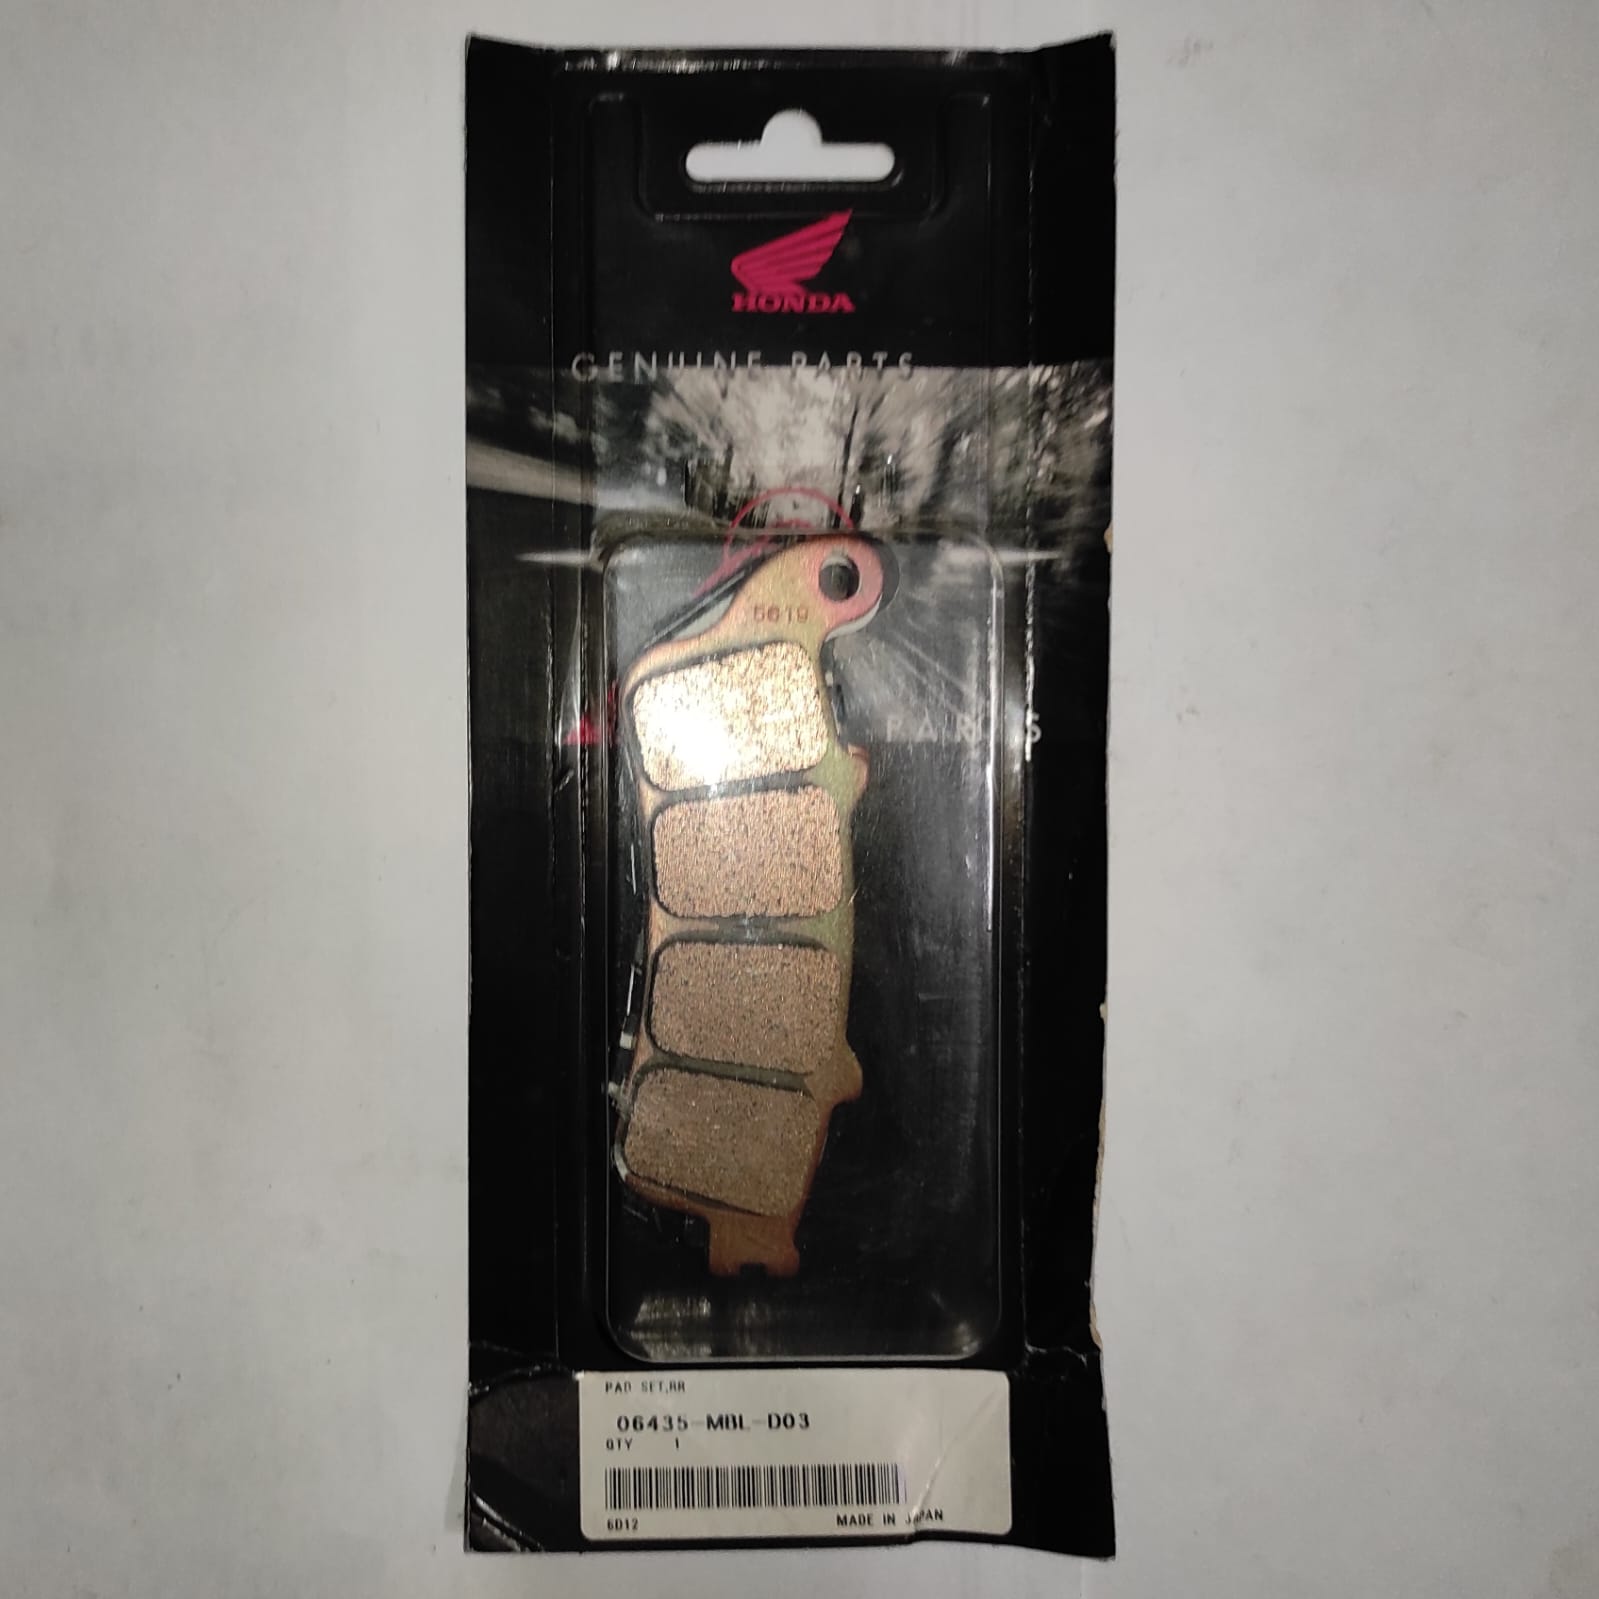 HONDA
GENUINE PARTS
5619
PARTS
PAD SET,RR
06435-MBL-D03
QTY 1
6D12 MADE IN JAPAN